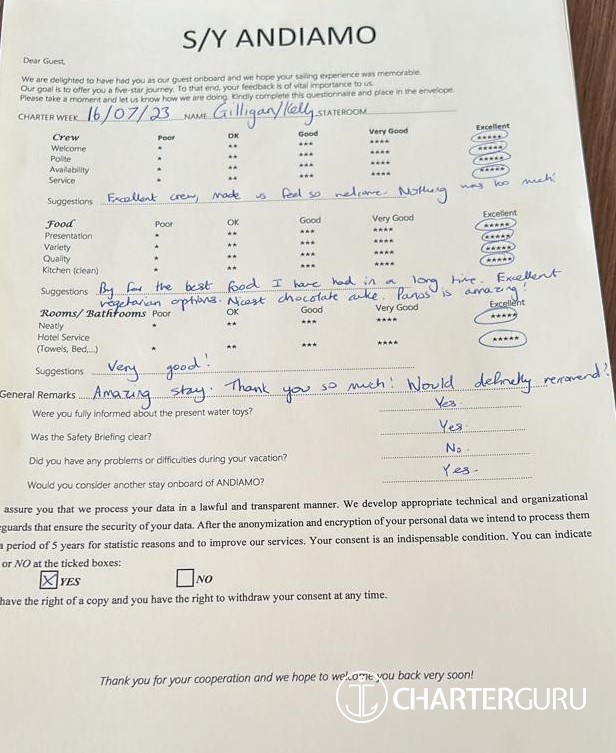 S/Y ANDIAMO
Dear Guest,
We are delighted to have had you as our guest onboard and we hope your sailing experience was memorable.
Our goal is to offer you a five-star journey. To that end, your feedback is of vital importance to us.
Please take a moment and let us know how we are doing. Kindly complete this questionnaire and place in the envelope.
CHARTER WEEK 16/07/23 NAME Gilligan/Kelly STATEROOM
Crew Poor OK Good Very Good Excellent
Welcome * ** *** **** *****
Polite * ** *** **** *****
Availability * ** *** **** *****
Service * ** *** **** *****
Suggestions Excellent crew, made us feel so welcome. Nothing was too much!
Food Poor OK Good Very Good Excellent
Presentation * ** *** **** *****
Variety * ** *** **** *****
Quality * ** *** **** *****
Kitchen (clean) * ** *** **** *****
Suggestions By far the best food I have had in a long time. Excellent
vegetarian options. Nicest chocolate cake. Panos is amazing!
Rooms/ Bathrooms Poor OK Good Very Good Excellent
Neatly * ** *** **** *****
Hotel Service
(Towels, Bed,...) * ** *** **** *****
Suggestions Very good!
General Remarks Amazing stay. Thank you so much! Would definetly recommend!
Were you fully informed about the present water toys? Yes.
Was the Safety Briefing clear? Yes.
Did you have any problems or difficulties during your vacation? No.
Would you consider another stay onboard of ANDIAMO? Yes.
assure you that we process your data in a lawful and transparent manner. We develop appropriate technical and organizational
guards that ensure the security of your data. After the anonymization and encryption of your personal data we intend to process them
a period of 5 years for statistic reasons and to improve our services. Your consent is an indispensable condition. You can indicate
or NO at the ticked boxes:
X YES NO
have the right of a copy and you have the right to withdraw your consent at any time.
Thank you for your cooperation and we hope to welcome you back very soon!
CHARTERGURU